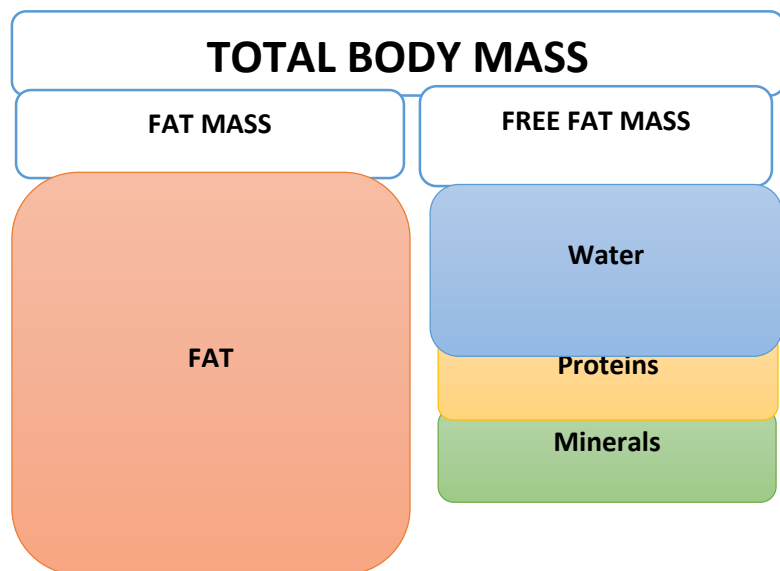 TOTAL BODY MASS
FAT MASS
FREE FAT MASS
FAT
Water
Proteins
Minerals